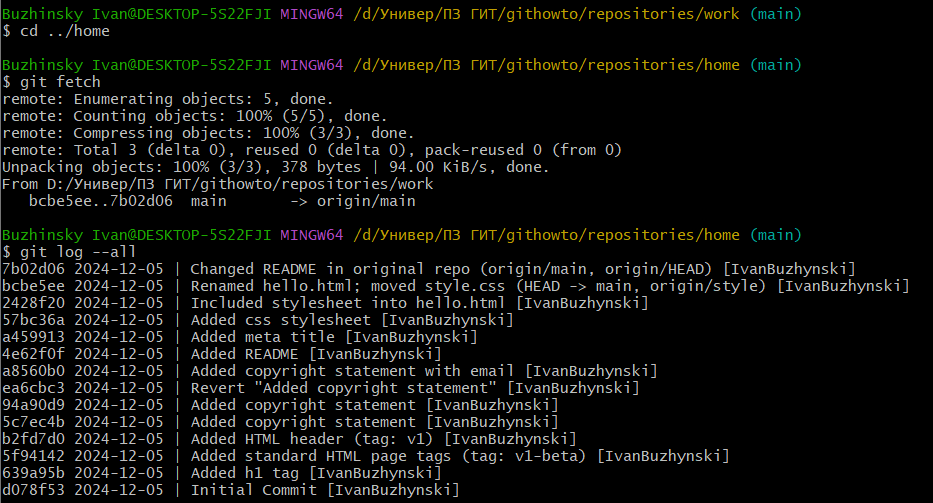 Buzhinsky Ivan@DESKTOP-5S22FJI MINGW64 /d/Универ/ПЗ ГИТ/githowto/repositories/work (main)
$ cd ../home
Buzhinsky Ivan@DESKTOP-5S22FJI MINGW64 /d/Универ/ПЗ ГИТ/githowto/repositories/home (main)
$ git fetch
remote: Enumerating objects: 5, done.
remote: Counting objects: 100% (5/5), done.
remote: Compressing objects: 100% (3/3), done.
remote: Total 3 (delta 0), reused 0 (delta 0), pack-reused 0 (from 0)
Unpacking objects: 100% (3/3), 378 bytes | 94.00 KiB/s, done.
From D:/Универ/ПЗ ГИТ/githowto/repositories/work
   bcbe5ee..7b02d06  main       -> origin/main
Buzhinsky Ivan@DESKTOP-5S22FJI MINGW64 /d/Универ/ПЗ ГИТ/githowto/repositories/home (main)
$ git log --all
7b02d06 2024-12-05 | Changed README in original repo (origin/main, origin/HEAD) [IvanBuzhynski]
bcbe5ee 2024-12-05 | Renamed hello.html; moved style.css (HEAD -> main, origin/style) [IvanBuzhynski]
2428f20 2024-12-05 | Included stylesheet into hello.html [IvanBuzhynski]
57bc36a 2024-12-05 | Added css stylesheet [IvanBuzhynski]
a459913 2024-12-05 | Added meta title [IvanBuzhynski]
4e62f0f 2024-12-05 | Added README [IvanBuzhynski]
a8560b0 2024-12-05 | Added copyright statement with email [IvanBuzhynski]
ea6cbc3 2024-12-05 | Revert "Added copyright statement" [IvanBuzhynski]
94a90d9 2024-12-05 | Added copyright statement [IvanBuzhynski]
5c7ec4b 2024-12-05 | Added copyright statement [IvanBuzhynski]
b2fd7d0 2024-12-05 | Added HTML header (tag: v1) [IvanBuzhynski]
5f94142 2024-12-05 | Added standard HTML page tags (tag: v1-beta) [IvanBuzhynski]
639a95b 2024-12-05 | Added h1 tag [IvanBuzhynski]
d078f53 2024-12-05 | Initial Commit [IvanBuzhynski]